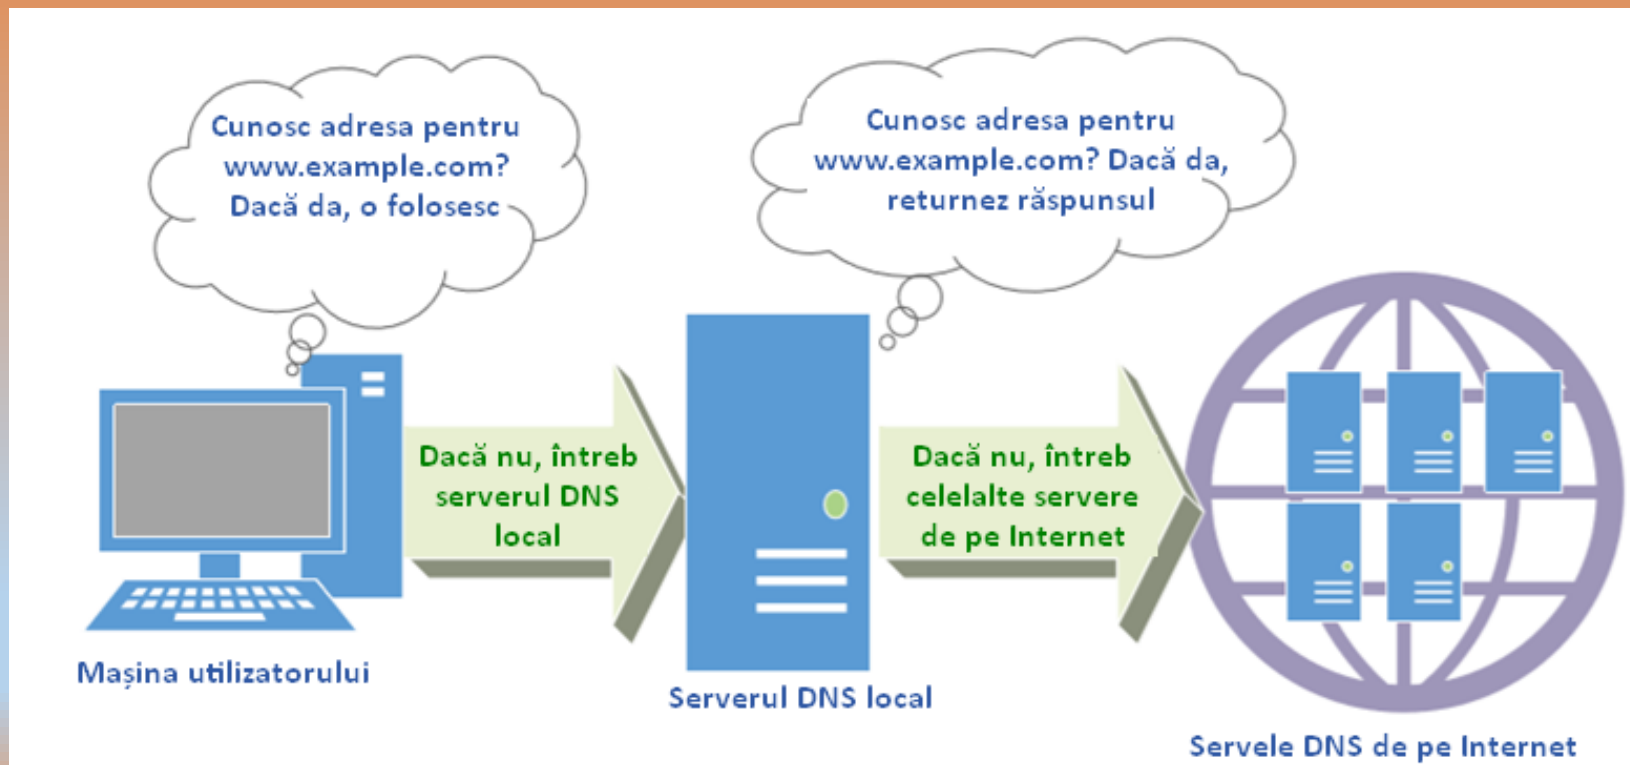 Cunosc adresa pentru
www.example.com?
Dacă da, o folosesc
Cunosc adresa pentru
www.example.com? Dacă da,
returnez răspunsul
Dacă nu, întreb
serverul DNS
local
Dacă nu, întreb
celelalte servere
de pe Internet
Mașina utilizatorului
Serverul DNS local
Servele DNS de pe Internet